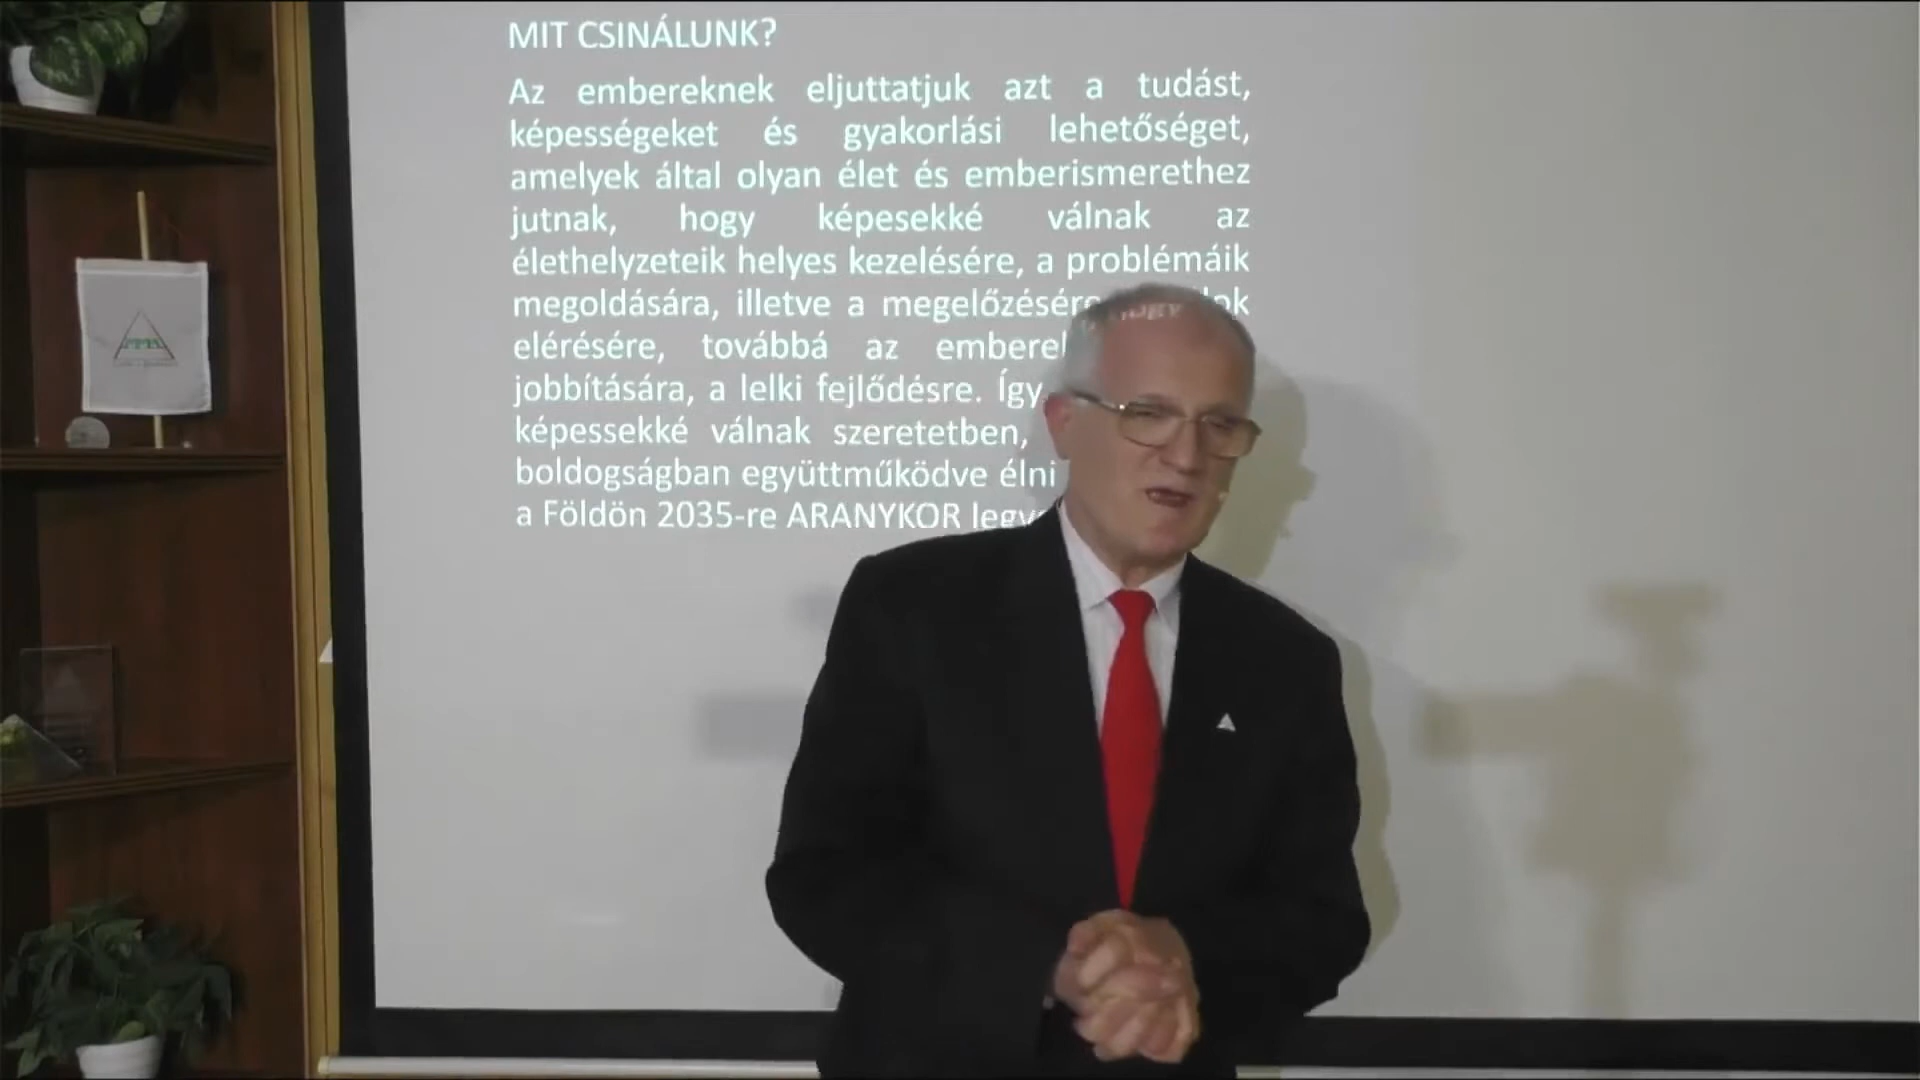 MIT CSINÁLUNK?
Az embereknek eljuttatjuk azt a tudást,
képességeket és gyakorlási lehetőséget,
amelyek által olyan élet és emberismerethez
jutnak, hogy képesekké válnak az
élethelyzeteik helyes kezelésére, a problémáik
megoldására, illetve a megelőzésére
elérésére, továbbá az
jobbítására, a lelki fejlődésre. Így
képessekké válnak szeretetben,
boldogságban együttműködve élni
a Földön 2035-re ARANYKOR